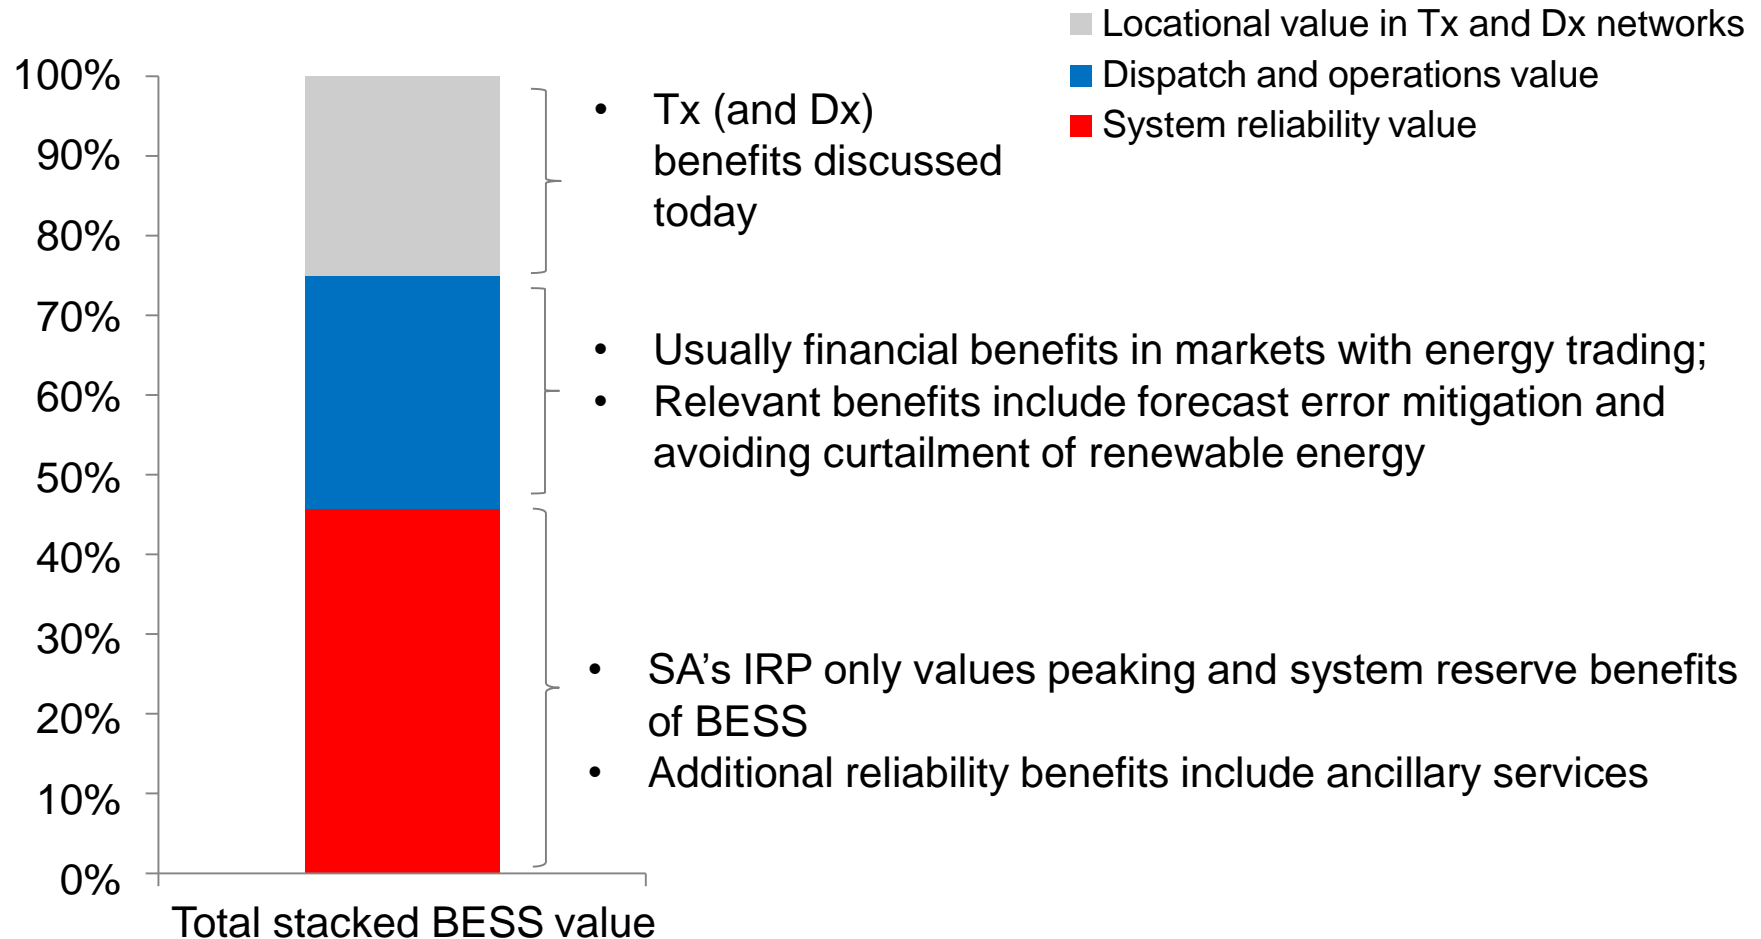 Locational value in Tx and Dx networks
Dispatch and operations value
System reliability value
100%
90%
80%
70%
60%
50%
40%
30%
20%
10%
0%
Total stacked BESS value
• Tx (and Dx)
benefits discussed
today
• Usually financial benefits in markets with energy trading;
• Relevant benefits include forecast error mitigation and
avoiding curtailment of renewable energy
• SA’s IRP only values peaking and system reserve benefits
of BESS
• Additional reliability benefits include ancillary services